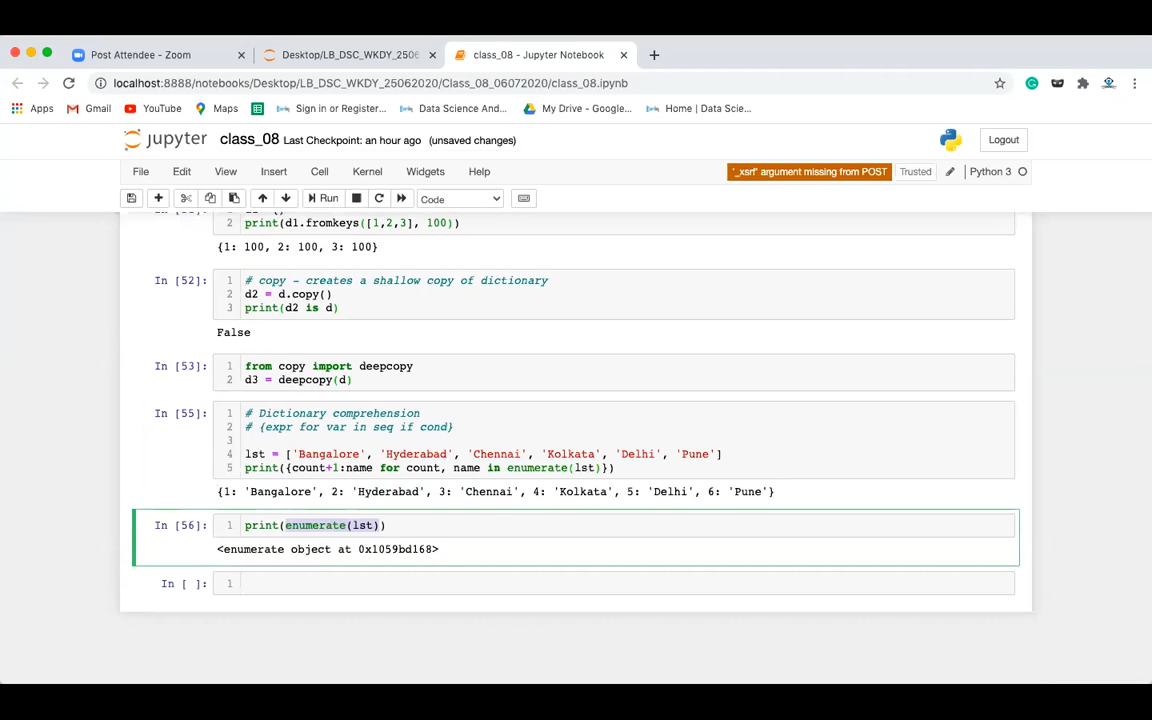 Post Attendee - Zoom
Desktop/LB_DSC_WKDY_2506
class_08 - Jupyter Notebook
localhost:8888/notebooks/Desktop/LB_DSC_WKDY_25062020/Class_08_06072020/class_08.ipynb
Apps Gmail YouTube Maps Sign in or Register... Data Science And... My Drive - Google... Home | Data Scie...
jupyter class_08 Last Checkpoint: an hour ago (unsaved changes) Logout
File Edit View Insert Cell Kernel Widgets Help '_xsrf' argument missing from POST Trusted Python 3
Run Code
2 print(d1.fromkeys([1,2,3], 100))
{1: 100, 2: 100, 3: 100}
In [52]: 1 # copy - creates a shallow copy of dictionary
2 d2 = d.copy()
3 print(d2 is d)
False
In [53]: 1 from copy import deepcopy
2 d3 = deepcopy(d)
In [55]: 1 # Dictionary comprehension
2 # {expr for var in seq if cond}
3
4 lst = ['Bangalore', 'Hyderabad', 'Chennai', 'Kolkata', 'Delhi', 'Pune']
5 print({count+1:name for count, name in enumerate(lst)})
{1: 'Bangalore', 2: 'Hyderabad', 3: 'Chennai', 4: 'Kolkata', 5: 'Delhi', 6: 'Pune'}
In [56]: 1 print(enumerate(lst))
<enumerate object at 0x1059bd168>
In [ ]: 1